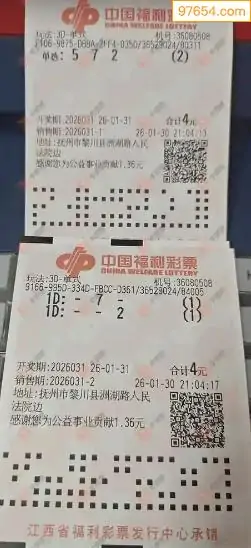 97654.com
中国福利彩票
CHINA WELFARE LOTTERY
玩法:3D-单式 机号:36080508
单选: 5 7 2 (2)
开奖期:2026031 26-01-31 合计4元
销售期:2026031-1 26-01-30 21:04:13
地址:抚州市黎川县洲湖路人民
法院边
感谢您为公益事业贡献1.36元
中国福利彩票
CHINA WELFARE LOTTERY
玩法:3D-单式 机号:36080508
1D: - 7 - (1)
1D: - - 2 (1)
开奖期:2026031 26-01-31 合计4元
销售期:2026031-2 26-01-30 21:04:17
地址:抚州市黎川县洲湖路人民
法院边
感谢您为公益事业贡献1.36元
江西省福利彩票发行中心承销